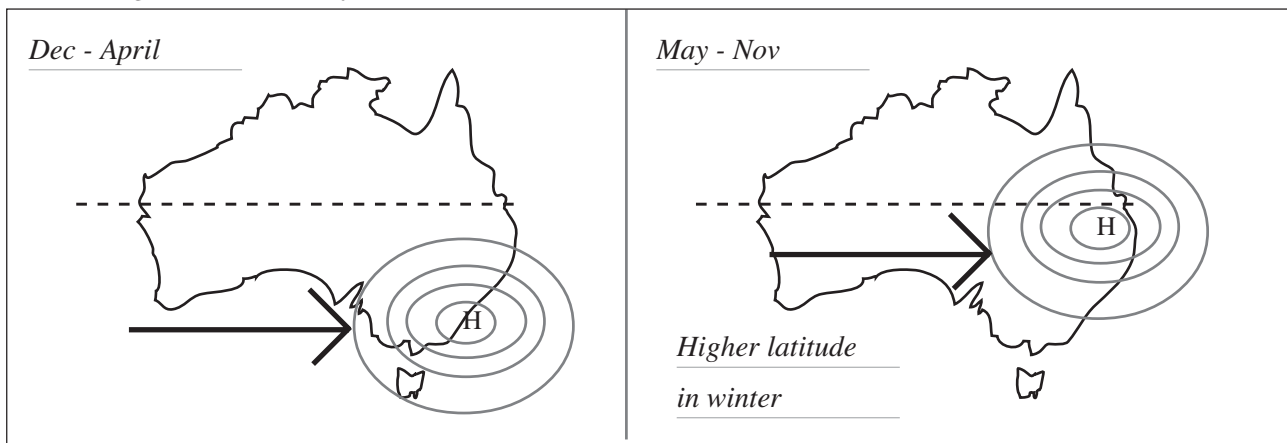 Dec - April
May - Nov
H
H
Higher latitude
in winter